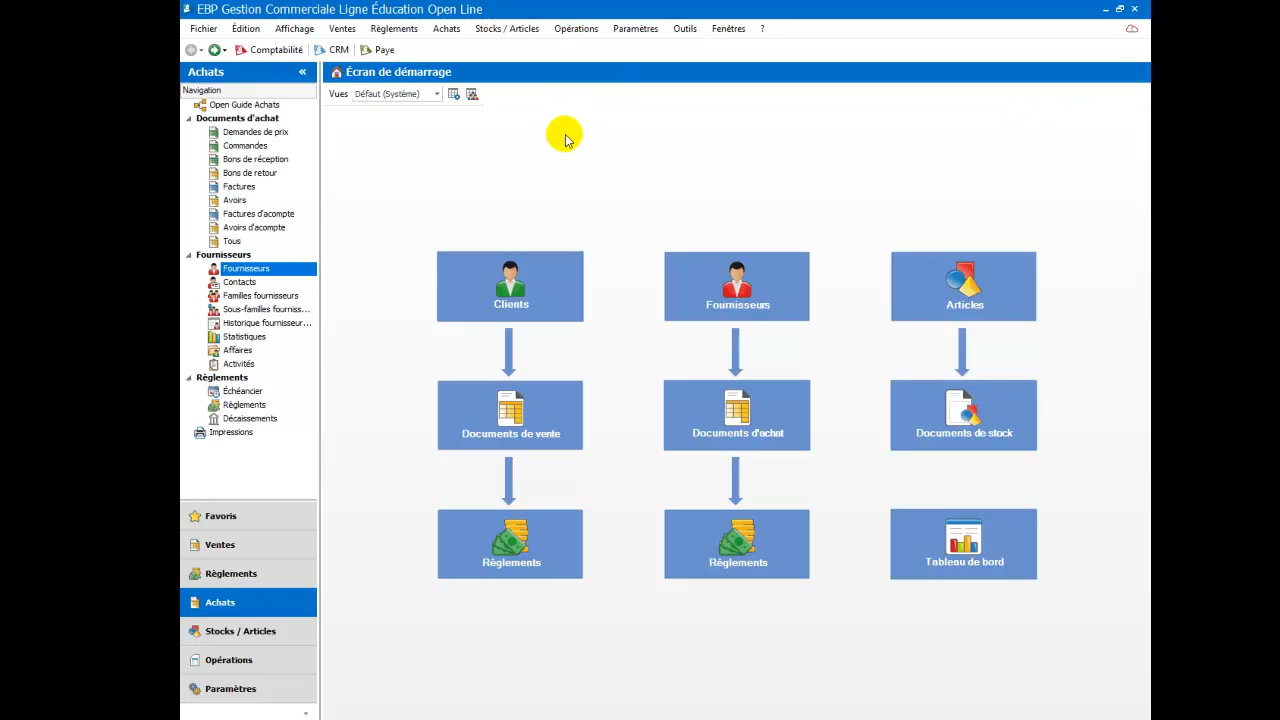 EBP Gestion Commerciale Ligne Éducation Open Line
Fichier Édition Affichage Ventes Règlements Achats Stocks / Articles Opérations Paramètres Outils Fenêtres ?
Comptabilité CRM Paye
Achats «
Écran de démarrage
Navigation
Vues Défaut (Système)
Open Guide Achats
Documents d'achat
Demandes de prix
Commandes
Bons de réception
Bons de retour
Factures
Avoirs
Factures d'acompte
Avoirs d'acompte
Tous
Fournisseurs
Fournisseurs
Contacts
Familles fournisseurs
Sous-familles fourniss...
Historique fournisseur...
Statistiques
Affaires
Activités
Règlements
Échéancier
Règlements
Décaissements
Impressions
Favoris
Ventes
Règlements
Achats
Stocks / Articles
Opérations
Paramètres
Clients
Fournisseurs
Articles
Documents de vente
Documents d'achat
Documents de stock
Règlements
Règlements
Tableau de bord